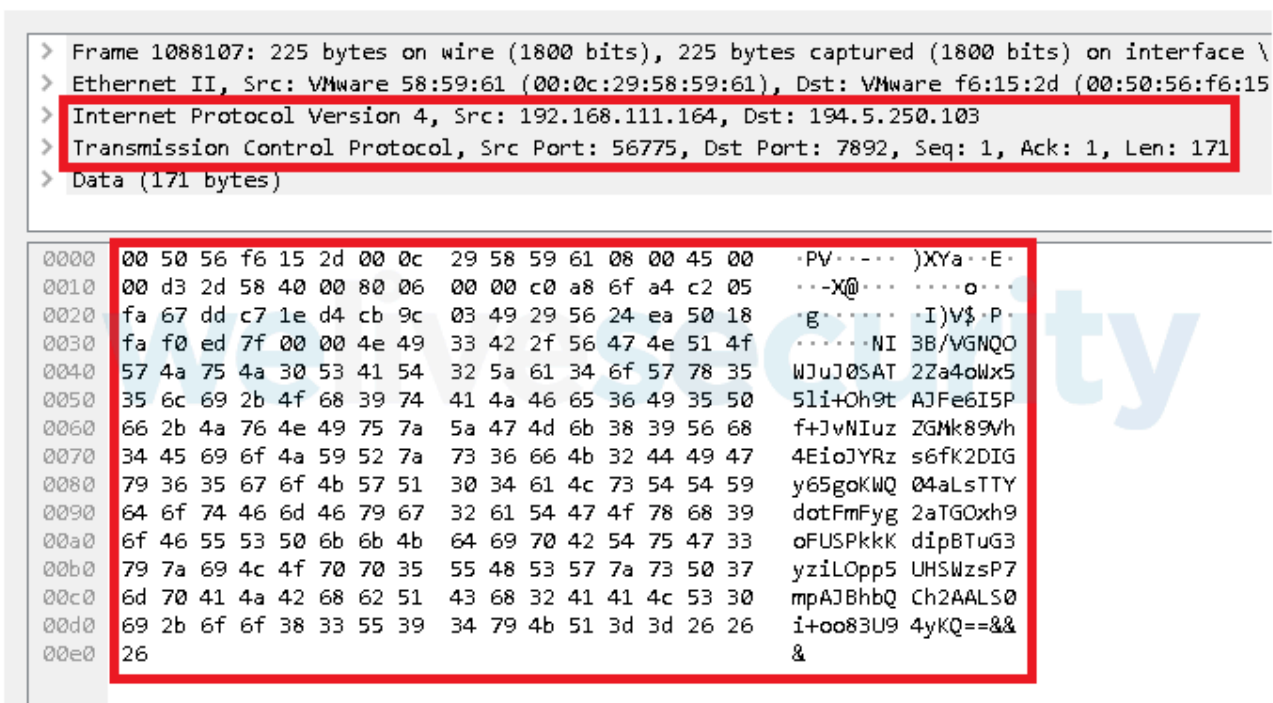 > Frame 1088107: 225 bytes on wire (1800 bits), 225 bytes captured (1800 bits) on interface \
> Ethernet II, Src: VMware 58:59:61 (00:0c:29:58:59:61), Dst: VMware f6:15:2d (00:50:56:f6:15
> Internet Protocol Version 4, Src: 192.168.111.164, Dst: 194.5.250.103
> Transmission Control Protocol, Src Port: 56775, Dst Port: 7892, Seq: 1, Ack: 1, Len: 171
> Data (171 bytes)
0000 00 50 56 f6 15 2d 00 0c 29 58 59 61 08 00 45 00 ·PV··-·· )XYa··E·
0010 00 d3 2d 58 40 00 80 06 00 00 c0 a8 6f a4 c2 05 ··-X@··· ····o···
0020 fa 67 dd c7 1e d4 cb 9c 03 49 29 56 24 ea 50 18 ·g······ ·I)V$·P·
0030 fa f0 ed 7f 00 00 4e 49 33 42 2f 56 47 4e 51 4f ······NI 3B/VGNQO
0040 57 4a 75 4a 30 53 41 54 32 5a 61 34 6f 57 78 35 WJuJ0SAT 2Za4oWx5
0050 35 6c 69 2b 4f 68 39 74 41 4a 46 65 36 49 35 50 5li+Oh9t AJFe6I5P
0060 66 2b 4a 76 4e 49 75 7a 5a 47 4d 6b 38 39 56 68 f+JvNIuz ZGMk89Vh
0070 34 45 69 6f 4a 59 52 7a 73 36 66 4b 32 44 49 47 4EioJYRz s6fK2DIG
0080 79 36 35 67 6f 4b 57 51 30 34 61 4c 73 54 54 59 y65goKWQ 04aLsTTY
0090 64 6f 74 46 6d 46 79 67 32 61 54 47 4f 78 68 39 dotFmFyg 2aTGOxh9
00a0 6f 46 55 53 50 6b 6b 4b 64 69 70 42 54 75 47 33 oFUSPkkK dipBTuG3
00b0 79 7a 69 4c 4f 70 70 35 55 48 53 57 7a 73 50 37 yziLOpp5 UHSWzsP7
00c0 6d 70 41 4a 42 68 62 51 43 68 32 41 41 4c 53 30 mpAJBhbQ Ch2AALS0
00d0 69 2b 6f 6f 38 33 55 39 34 79 4b 51 3d 3d 26 26 i+oo83U9 4yKQ==&&
00e0 26 &
welivesecurity